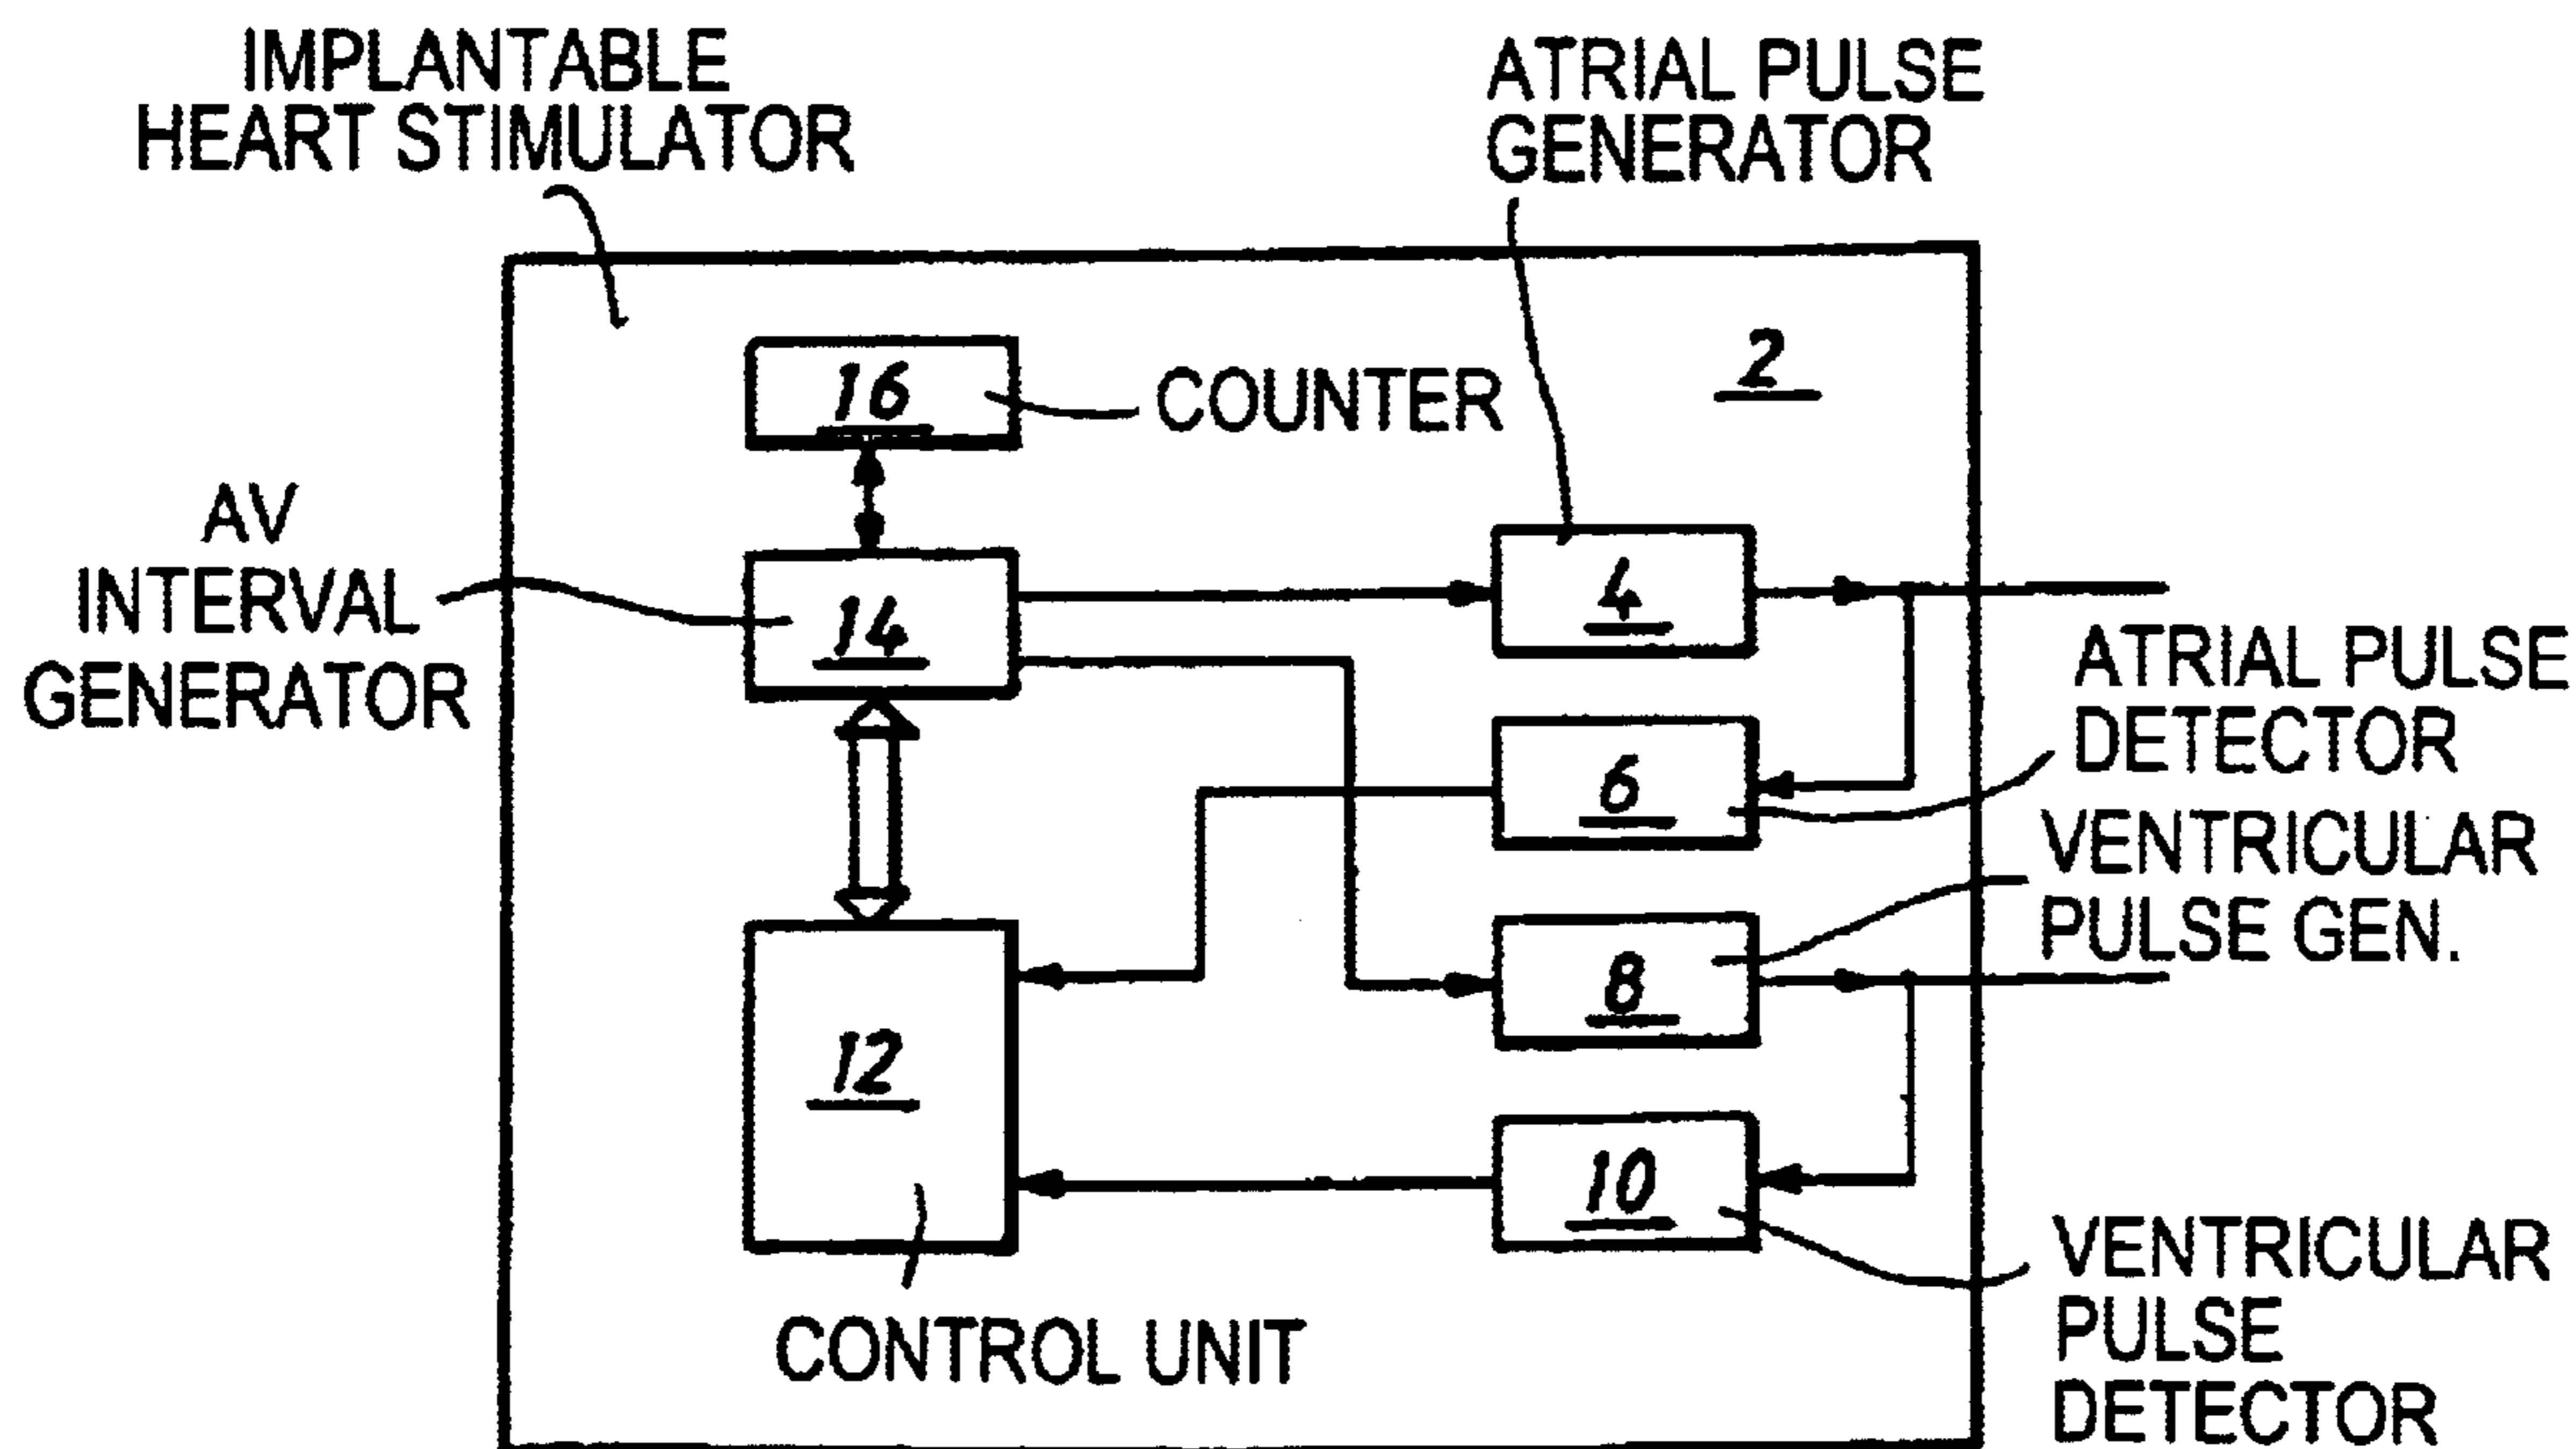 IMPLANTABLE
HEART STIMULATOR
ATRIAL PULSE
GENERATOR
2
16
COUNTER
AV
INTERVAL
GENERATOR
14
4
ATRIAL PULSE
DETECTOR
6
VENTRICULAR
PULSE GEN.
8
12
10
VENTRICULAR
PULSE
DETECTOR
CONTROL UNIT